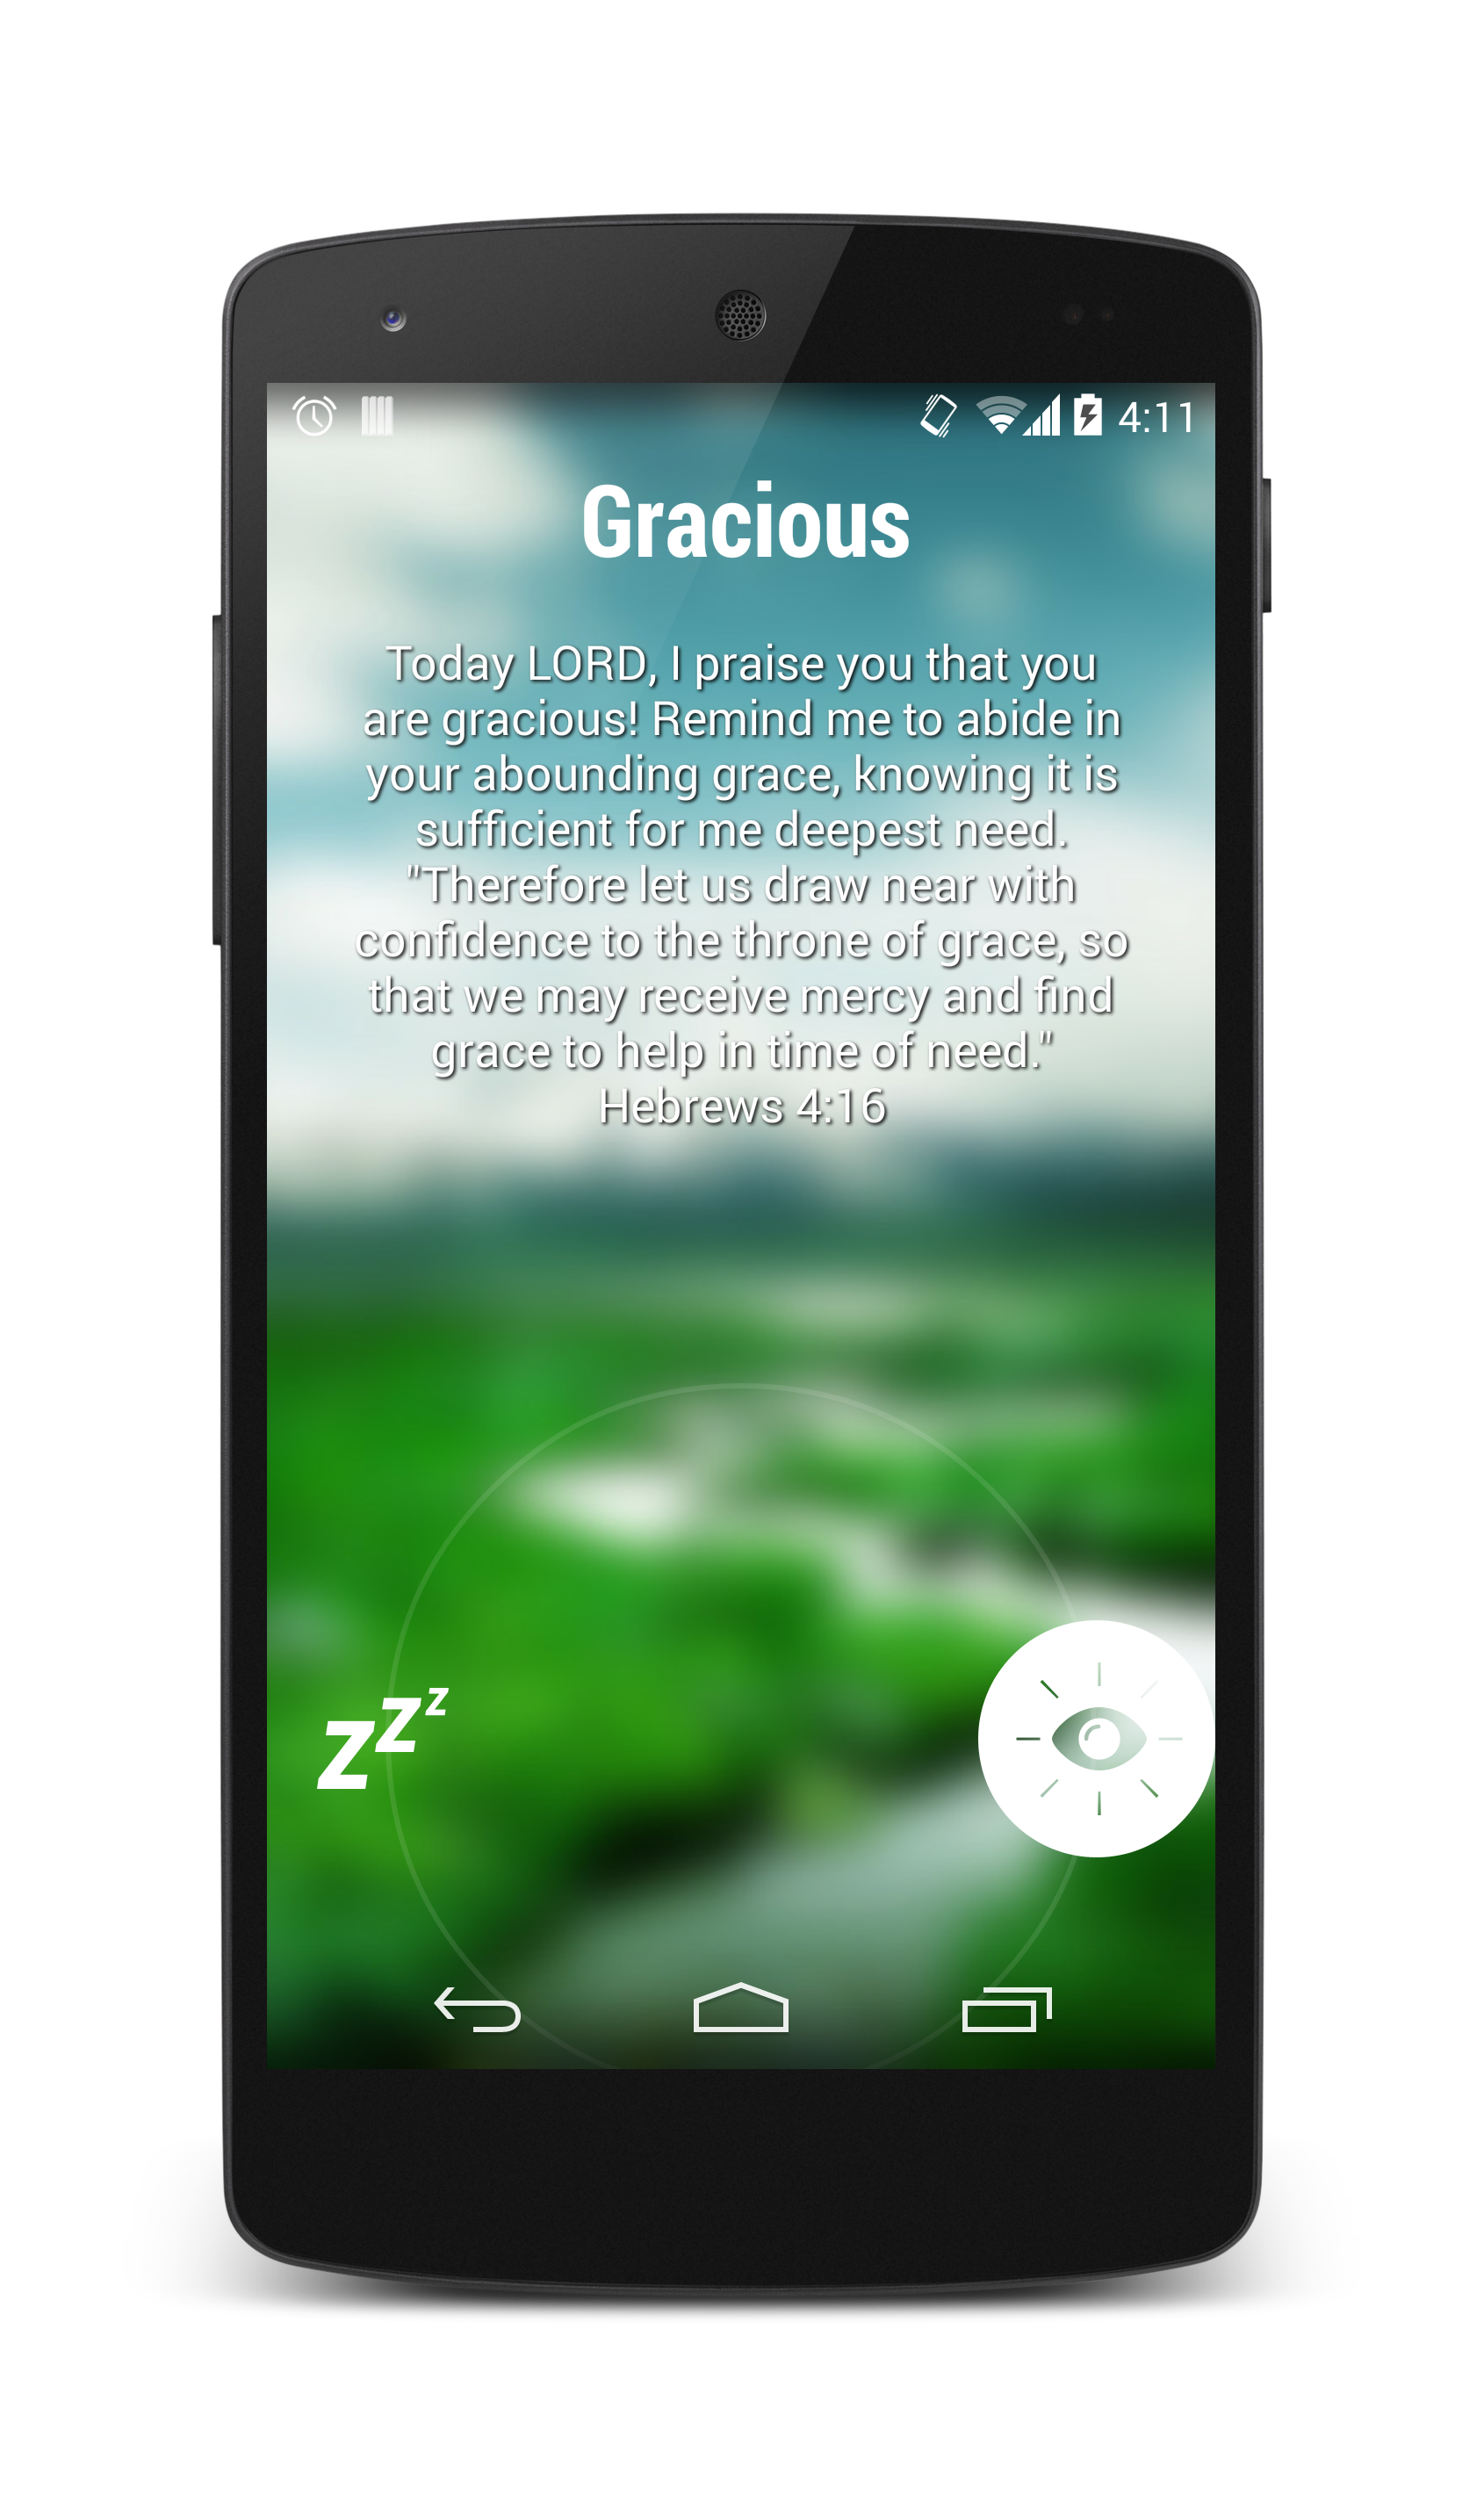 4:11
Gracious
Today LORD, I praise you that you
are gracious! Remind me to abide in
your abounding grace, knowing it is
sufficient for me deepest need.
"Therefore let us draw near with
confidence to the throne of grace, so
that we may receive mercy and find
grace to help in time of need."
Hebrews 4:16
zzz